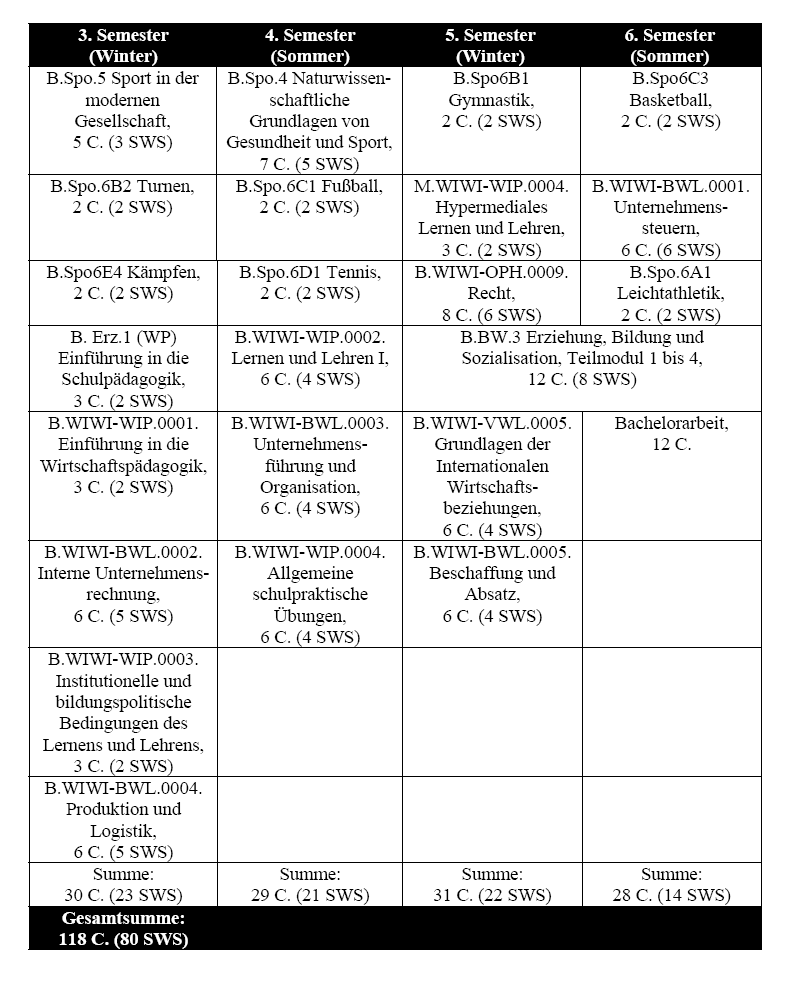 3. Semester
(Winter)
4. Semester
(Sommer)
5. Semester
(Winter)
6. Semester
(Sommer)
B.Spo.5 Sport in der
modernen
Gesellschaft,
5 C. (3 SWS)
B.Spo.4 Naturwissen-
schaftliche
Grundlagen von
Gesundheit und Sport,
7 C. (5 SWS)
B.Spo6B1
Gymnastik,
2 C. (2 SWS)
B.Spo6C3
Basketball,
2 C. (2 SWS)
B.Spo.6B2 Turnen,
2 C. (2 SWS)
B.Spo.6C1 Fußball,
2 C. (2 SWS)
M.WIWI-WIP.0004.
Hypermediales
Lernen und Lehren,
3 C. (2 SWS)
B.WIWI-BWL.0001.
Unternehmens-
steuern,
6 C. (6 SWS)
B.Spo6E4 Kämpfen,
2 C. (2 SWS)
B.Spo.6D1 Tennis,
2 C. (2 SWS)
B.WIWI-OPH.0009.
Recht,
8 C. (6 SWS)
B.Spo.6A1
Leichtathletik,
2 C. (2 SWS)
B. Erz.1 (WP)
Einführung in die
Schulpädagogik,
3 C. (2 SWS)
B.WIWI-WIP.0002.
Lernen und Lehren I,
6 C. (4 SWS)
B.BW.3 Erziehung, Bildung und
Sozialisation, Teilmodul 1 bis 4,
12 C. (8 SWS)
B.WIWI-WIP.0001.
Einführung in die
Wirtschaftspädagogik,
3 C. (2 SWS)
B.WIWI-BWL.0003.
Unternehmens-
führung und
Organisation,
6 C. (4 SWS)
B.WIWI-VWL.0005.
Grundlagen der
Internationalen
Wirtschafts-
beziehungen,
6 C. (4 SWS)
Bachelorarbeit,
12 C.
B.WIWI-BWL.0002.
Interne Unternehmens-
rechnung,
6 C. (5 SWS)
B.WIWI-WIP.0004.
Allgemeine
schulpraktische
Übungen,
6 C. (4 SWS)
B.WIWI-BWL.0005.
Beschaffung und
Absatz,
6 C. (4 SWS)
B.WIWI-WIP.0003.
Institutionelle und
bildungspolitische
Bedingungen des
Lernens und Lehrens,
3 C. (2 SWS)
B.WIWI-BWL.0004.
Produktion und
Logistik,
6 C. (5 SWS)
Summe:
30 C. (23 SWS)
Summe:
29 C. (21 SWS)
Summe:
31 C. (22 SWS)
Summe:
28 C. (14 SWS)
Gesamtsumme:
118 C. (80 SWS)